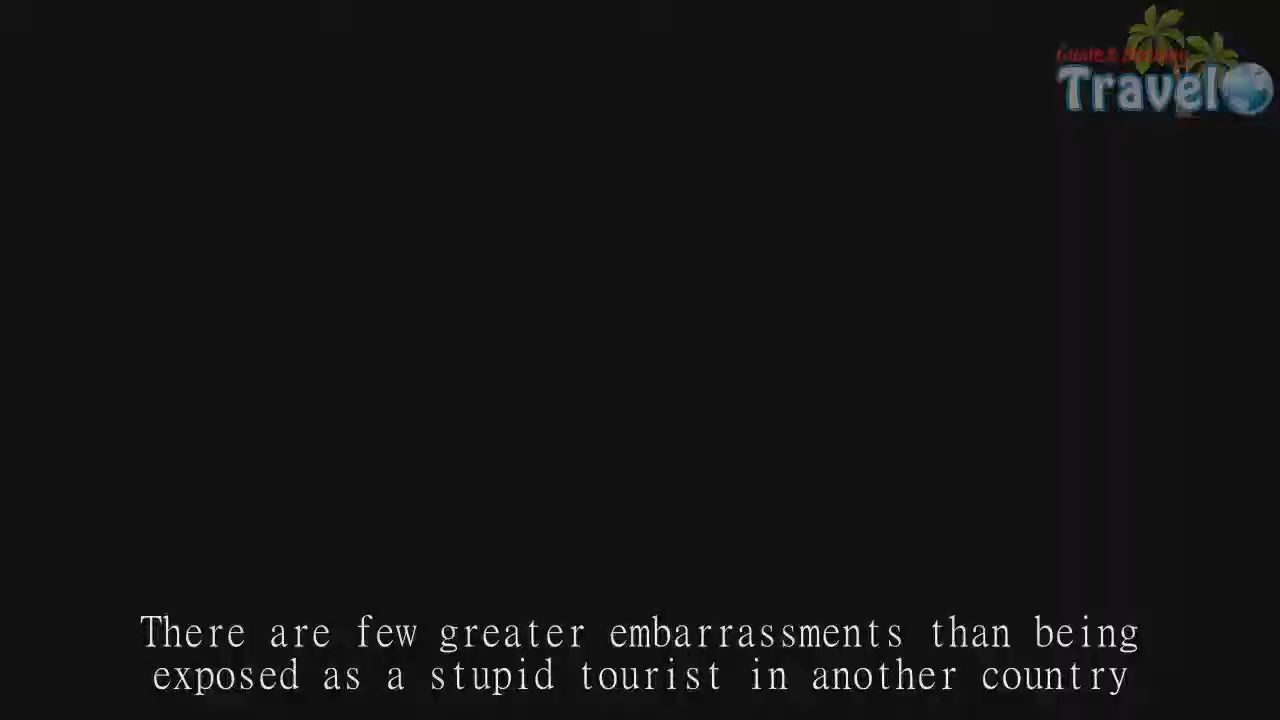 Travel
There are few greater embarrassments than being
exposed as a stupid tourist in another country